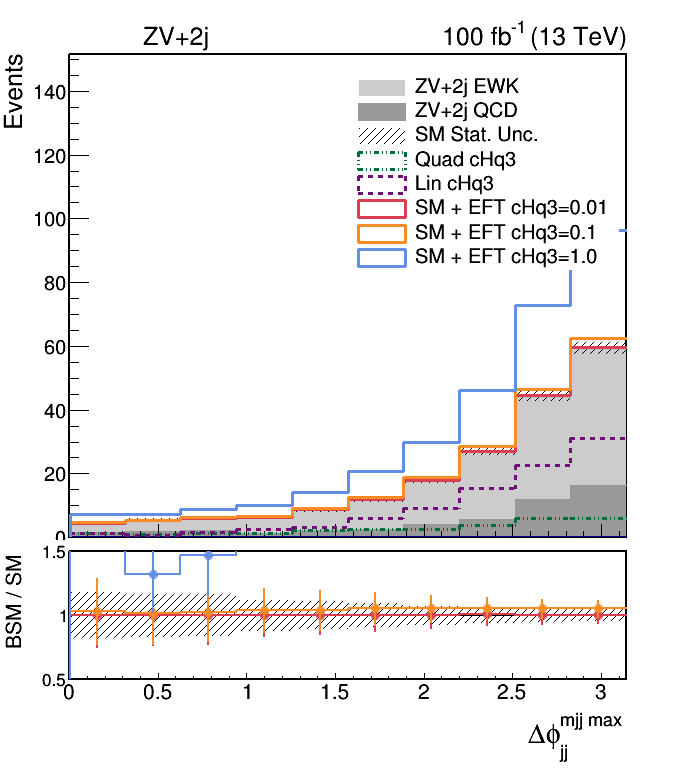 ZV+2j 100 fb-1 (13 TeV)
Events
140
120
100
80
60
40
20
0
ZV+2j EWK
ZV+2j QCD
SM Stat. Unc.
Quad cHq3
Lin cHq3
SM + EFT cHq3=0.01
SM + EFT cHq3=0.1
SM + EFT cHq3=1.0
BSM / SM
1.5
1
0.5
0 0.5 1 1.5 2 2.5 3
Δϕjj mjj max